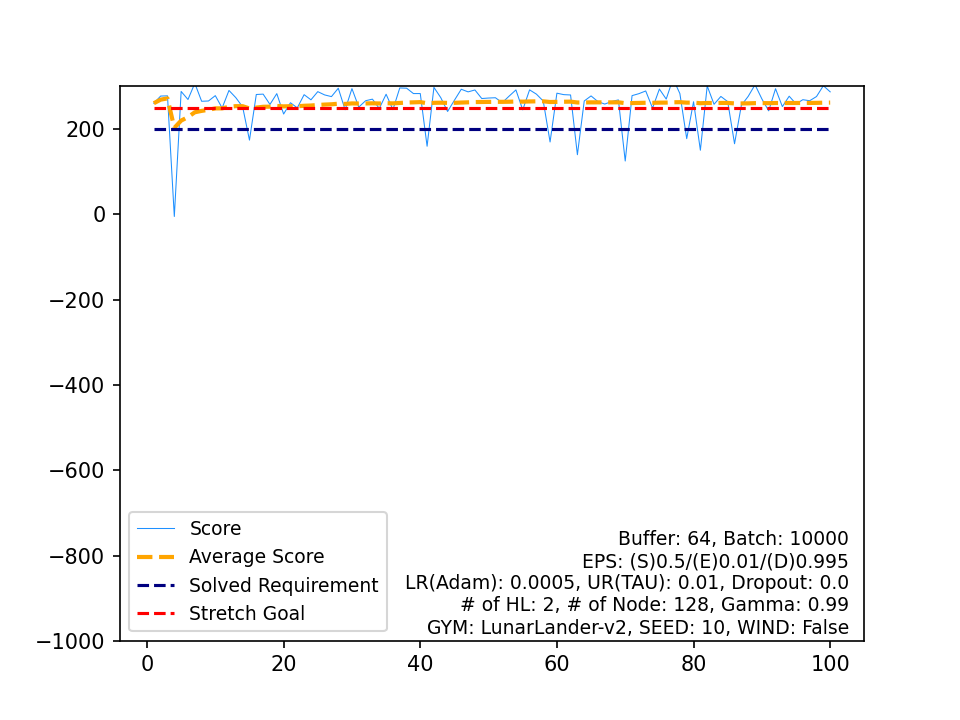 200
0
−200
−400
−600
−800
−1000
0 20 40 60 80 100
Score
Average Score
Solved Requirement
Stretch Goal
Buffer: 64, Batch: 10000
EPS: (S)0.5/(E)0.01/(D)0.995
LR(Adam): 0.0005, UR(TAU): 0.01, Dropout: 0.0
# of HL: 2, # of Node: 128, Gamma: 0.99
GYM: LunarLander-v2, SEED: 10, WIND: False